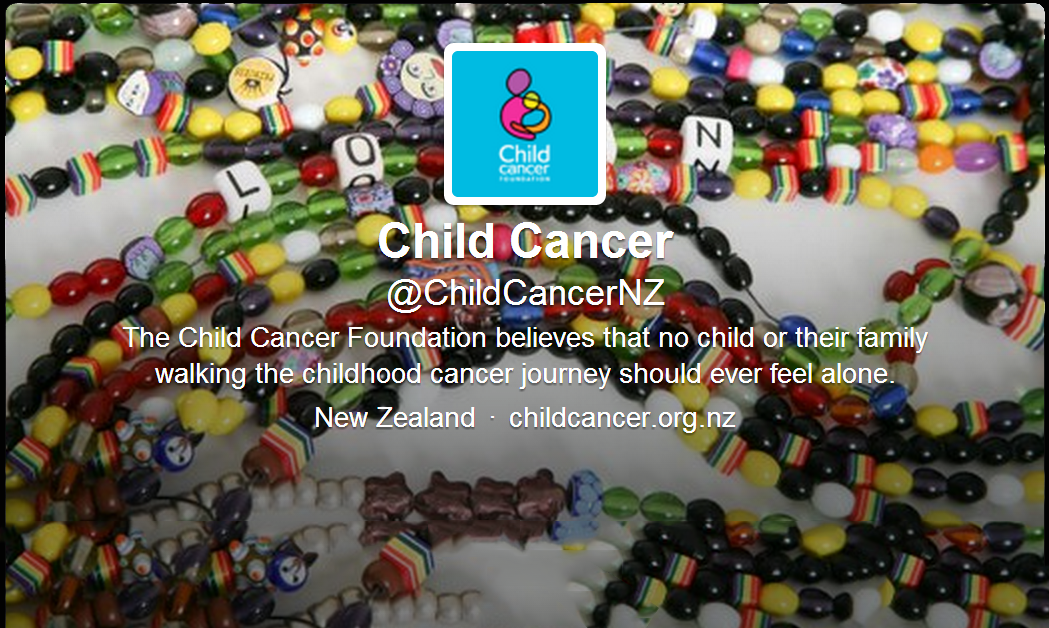 L
O
N
Child
cancer
FOUNDATION
Child Cancer
@ChildCancerNZ
The Child Cancer Foundation believes that no child or their family
walking the childhood cancer journey should ever feel alone.
New Zealand · childcancer.org.nz